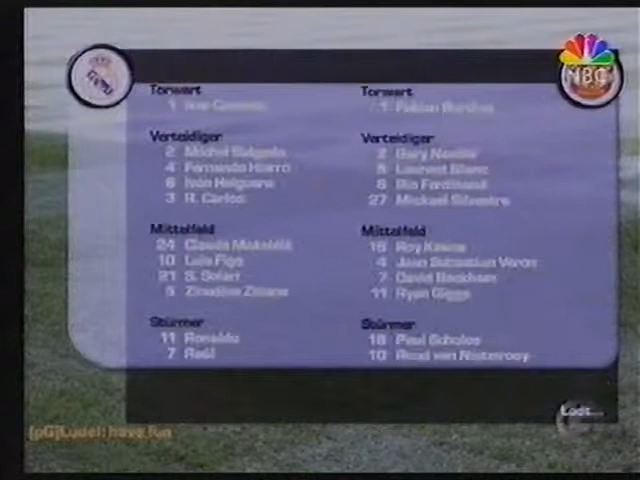 NBC
Torwart
1 Iker Casillas
Verteidiger
2 Michel Salgado
4 Fernando Hierro
6 Iván Helguera
3 R. Carlos
Mittelfeld
24 Claude Makelélé
10 Luis Figo
21 S. Solari
5 Zinedine Zidane
Stürmer
11 Ronaldo
7 Raúl
Torwart
1 Fabien Barthez
Verteidiger
2 Gary Neville
5 Laurent Blanc
6 Rio Ferdinand
27 Mickael Silvestre
Mittelfeld
16 Roy Keane
4 Juan Sebastian Veron
7 David Beckham
11 Ryan Giggs
Stürmer
18 Paul Scholes
10 Ruud van Nistelrooy
Lädt...
[pG]Ludel: have fun